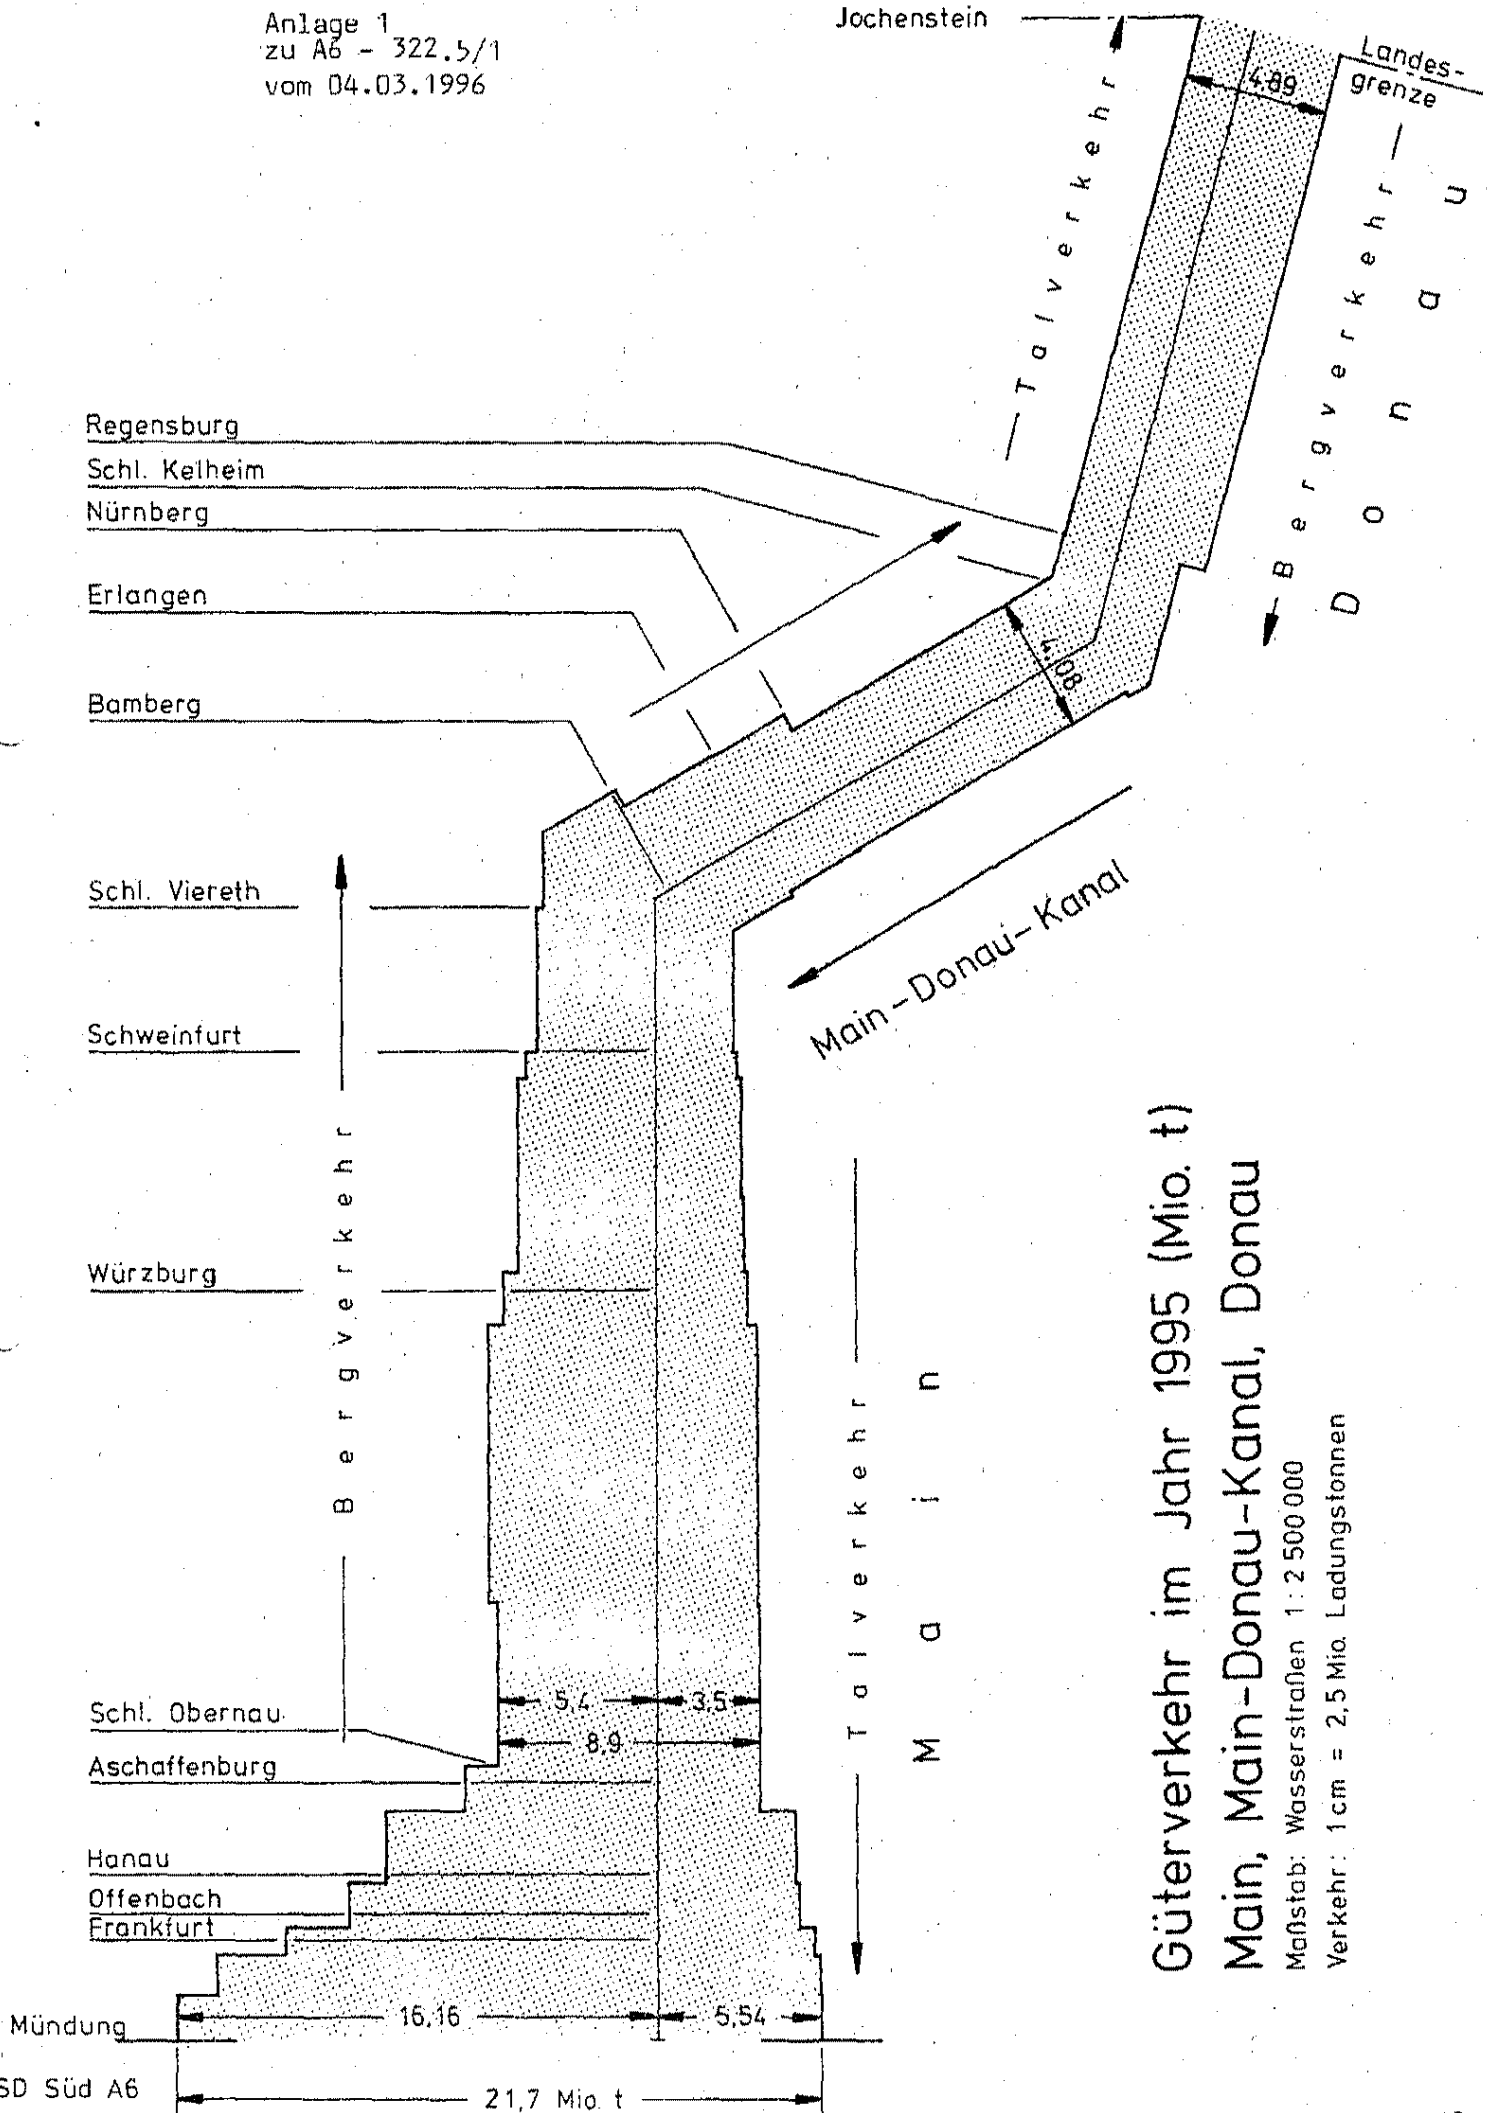 Anlage 1
zu A6 - 322.5/1
vom 04.03.1996
Jochenstein
Landes-
grenze
4.89
Talverkehr
Bergverkehr
Donau
Regensburg
Schl. Kelheim
Nürnberg
Erlangen
Bamberg
4,08
Main-Donau-Kanal
Schl. Viereth
Schweinfurt
Würzburg
Bergverkehr
Talverkehr
Main
Schl. Obernau
Aschaffenburg
Hanau
Offenbach
Frankfurt
Mündung
5,4
3,5
8,9
16,16
5,54
21,7 Mio. t
SD Süd A6
Güterverkehr im Jahr 1995 (Mio. t)
Main, Main-Donau-Kanal, Donau
Maßstab: Wasserstraßen 1:2 500 000
Verkehr: 1cm = 2,5 Mio. Ladungstonnen